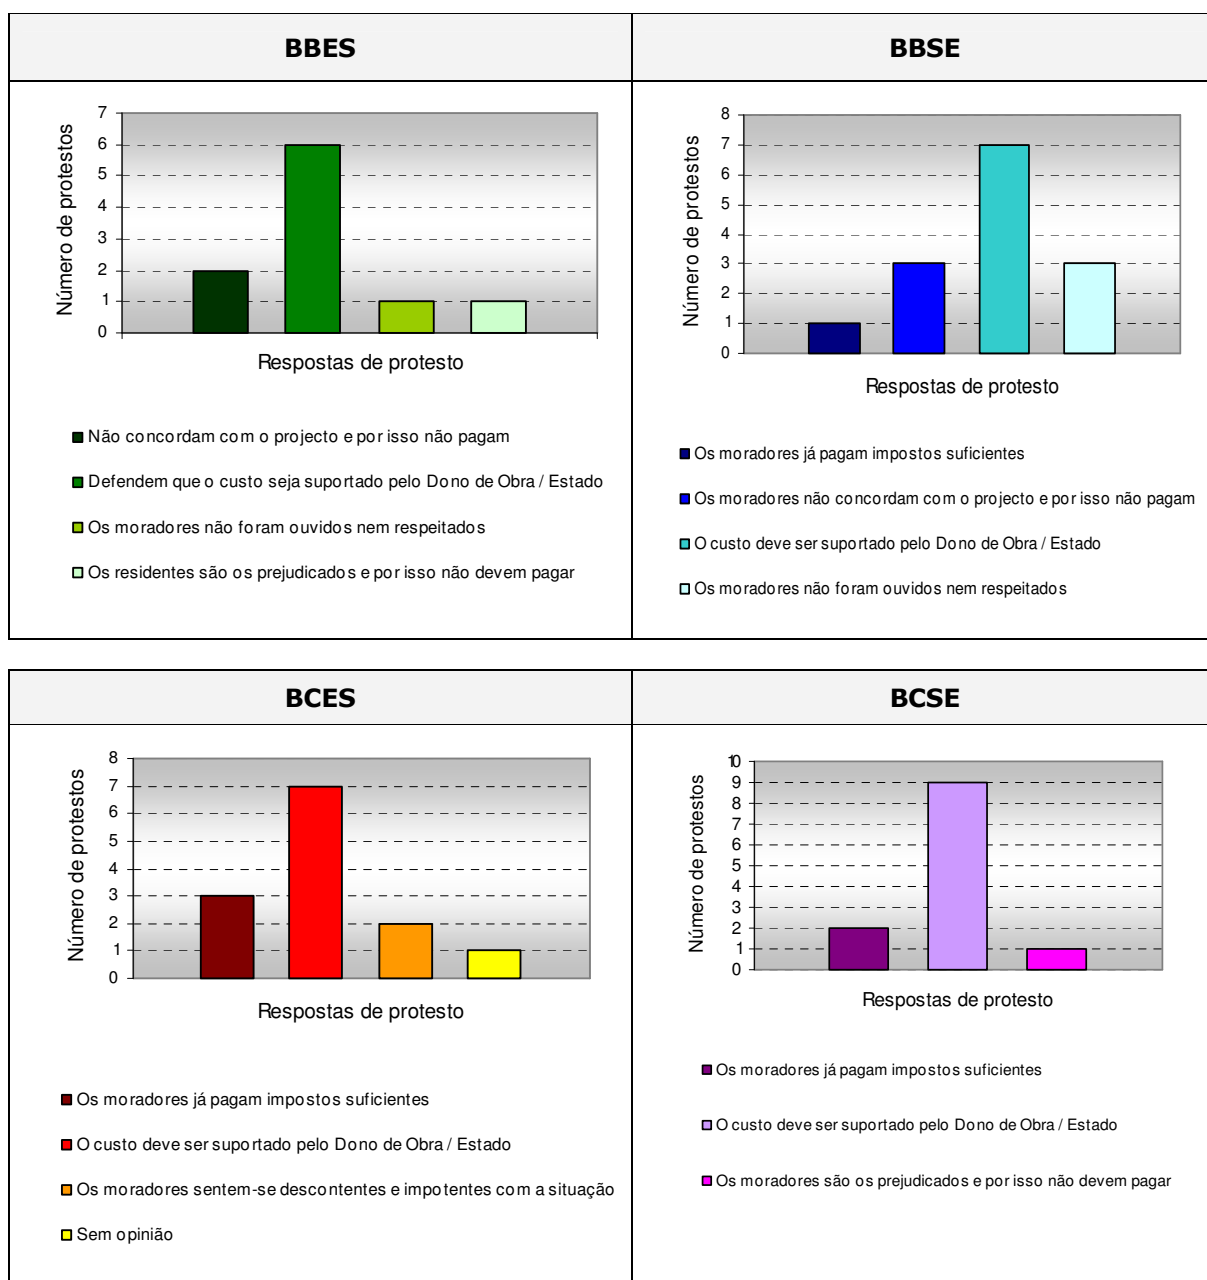 BBES
BBSE
Número de protestos
7
6
5
4
3
2
1
0
Respostas de protesto
Não concordam com o projecto e por isso não pagam
Defendem que o custo seja suportado pelo Dono de Obra / Estado
Os moradores não foram ouvidos nem respeitados
Os residentes são os prejudicados e por isso não devem pagar
Número de protestos
8
7
6
5
4
3
2
1
0
Respostas de protesto
Os moradores já pagam impostos suficientes
Os moradores não concordam com o projecto e por isso não pagam
O custo deve ser suportado pelo Dono de Obra / Estado
Os moradores não foram ouvidos nem respeitados
BCES
BCSE
Número de protestos
8
7
6
5
4
3
2
1
0
Respostas de protesto
Os moradores já pagam impostos suficientes
O custo deve ser suportado pelo Dono de Obra / Estado
Os moradores sentem-se descontentes e impotentes com a situação
Sem opinião
Número de protestos
10
9
8
7
6
5
4
3
2
1
0
Respostas de protesto
Os moradores já pagam impostos suficientes
O custo deve ser suportado pelo Dono de Obra / Estado
Os moradores são os prejudicados e por isso não devem pagar